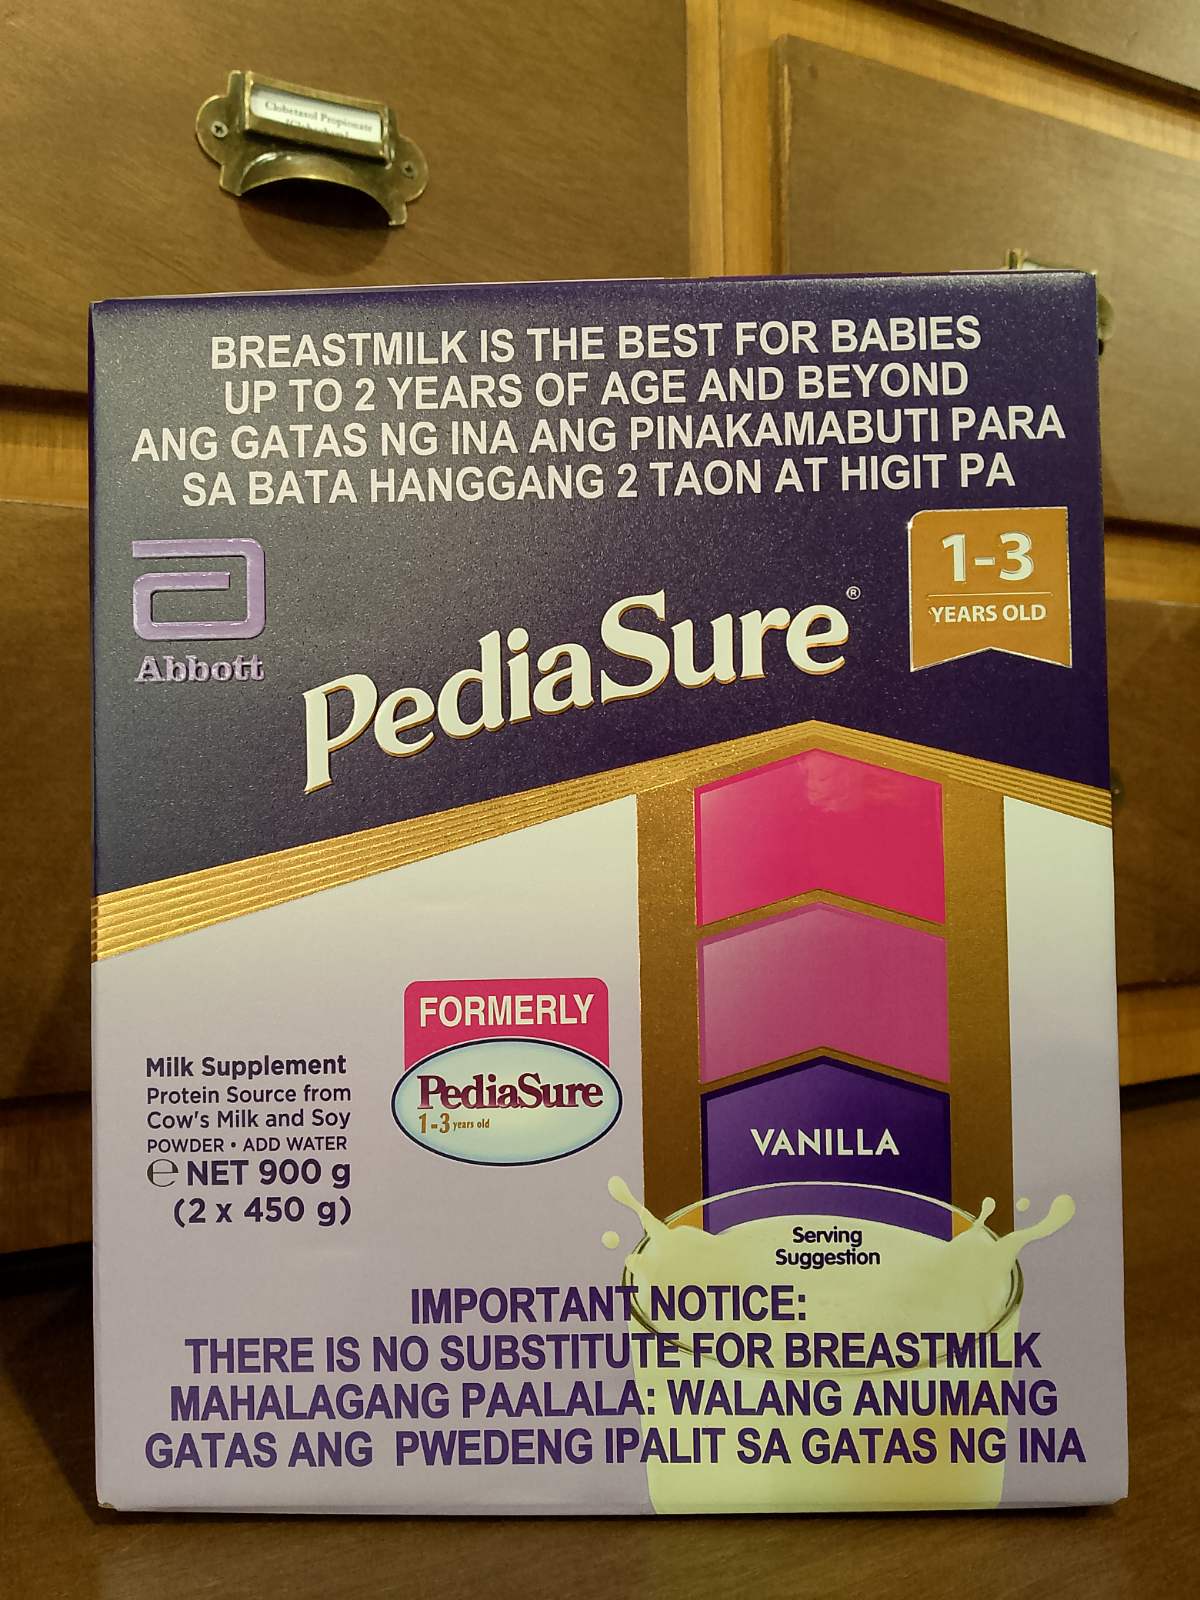 Clobetasol Propionate
BREASTMILK IS THE BEST FOR BABIES
UP TO 2 YEARS OF AGE AND BEYOND
ANG GATAS NG INA ANG PINAKAMABUTI PARA
SA BATA HANGGANG 2 TAON AT HIGIT PA
Abbott
PediaSure®
1-3
YEARS OLD
FORMERLY
PediaSure
1-3 years old
Milk Supplement
Protein Source from
Cow's Milk and Soy
POWDER • ADD WATER
℮ NET 900 g
(2 x 450 g)
VANILLA
Serving
Suggestion
IMPORTANT NOTICE:
THERE IS NO SUBSTITUTE FOR BREASTMILK
MAHALAGANG PAALALA: WALANG ANUMANG
GATAS ANG PWEDENG IPALIT SA GATAS NG INA